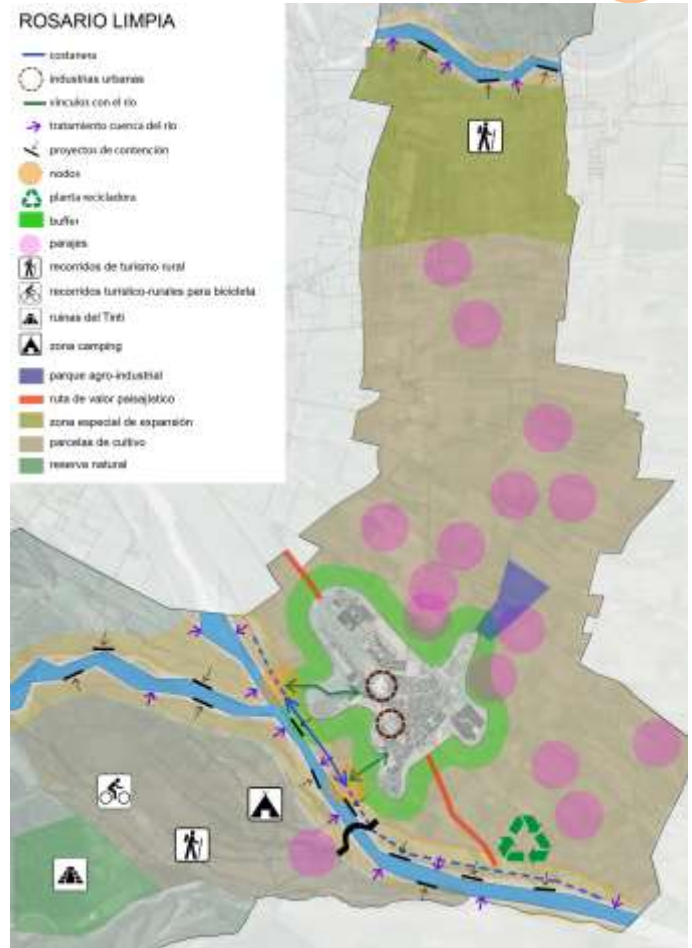 ROSARIO LIMPIA
costanera
industrias urbanas
vínculos con el río
tratamiento cuenca del río
proyectos de contención
nodos
planta recicladora
buffer
parajes
recorridos de turismo rural
recorridos turístico-rurales para bicicleta
ruinas del Tinti
zona camping
parque agro-industrial
ruta de valor paisajístico
zona especial de expansión
parcelas de cultivo
reserva natural